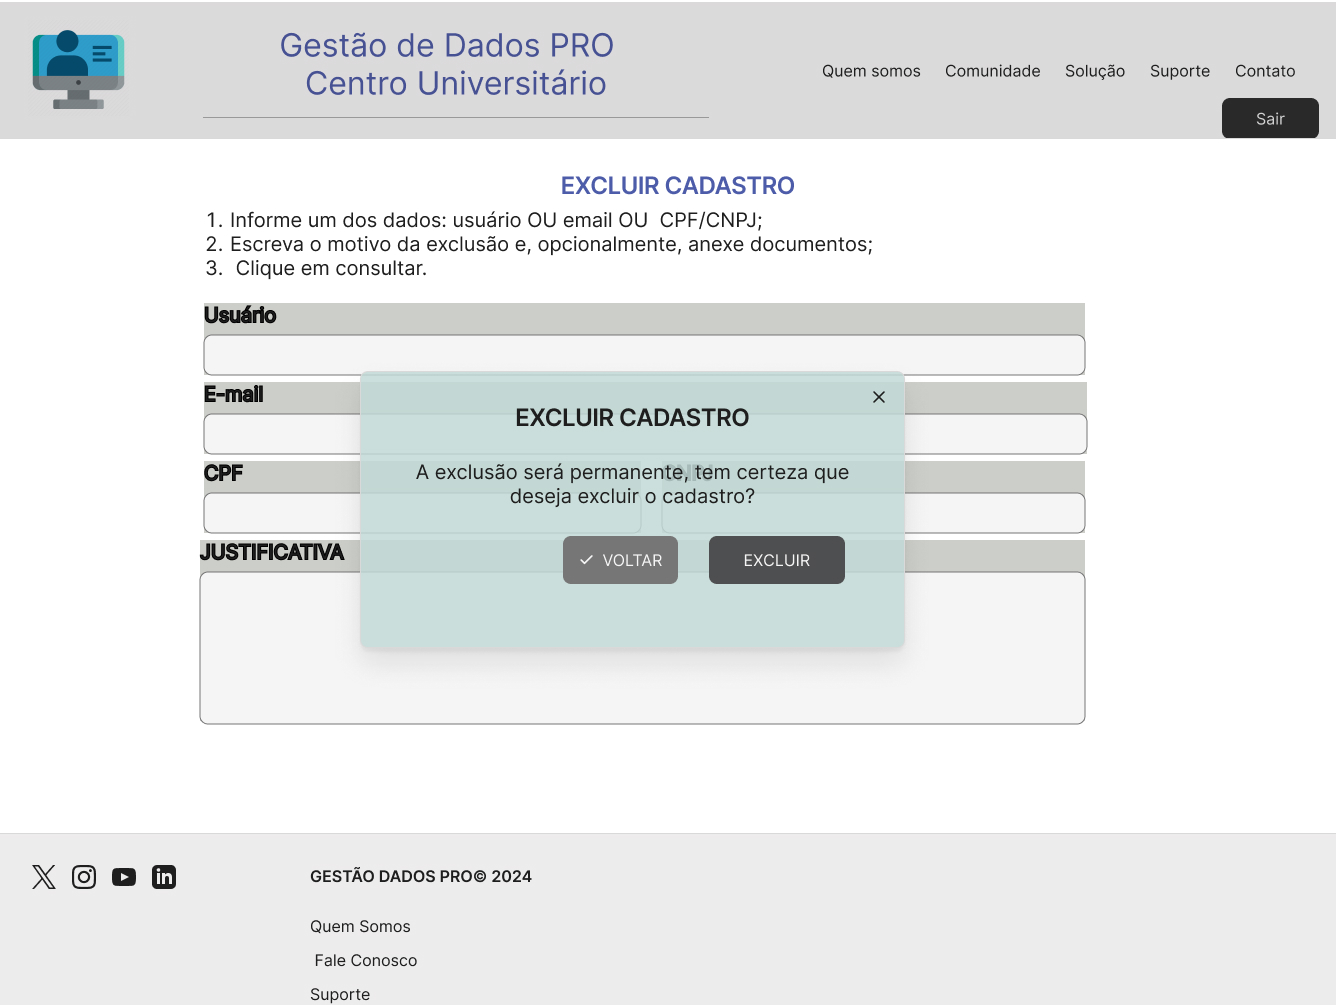 Gestão de Dados PRO
Centro Universitário
Quem somos
Comunidade
Solução
Suporte
Contato
Sair
EXCLUIR CADASTRO
1. Informe um dos dados: usuário OU email OU CPF/CNPJ;
2. Escreva o motivo da exclusão e, opcionalmente, anexe documentos;
3. Clique em consultar.
Usuário
E-mail
CPF
CNPJ
JUSTIFICATIVA
EXCLUIR CADASTRO
A exclusão será permanente, tem certeza que
deseja excluir o cadastro?
VOLTAR
EXCLUIR
GESTÃO DADOS PRO© 2024
Quem Somos
Fale Conosco
Suporte